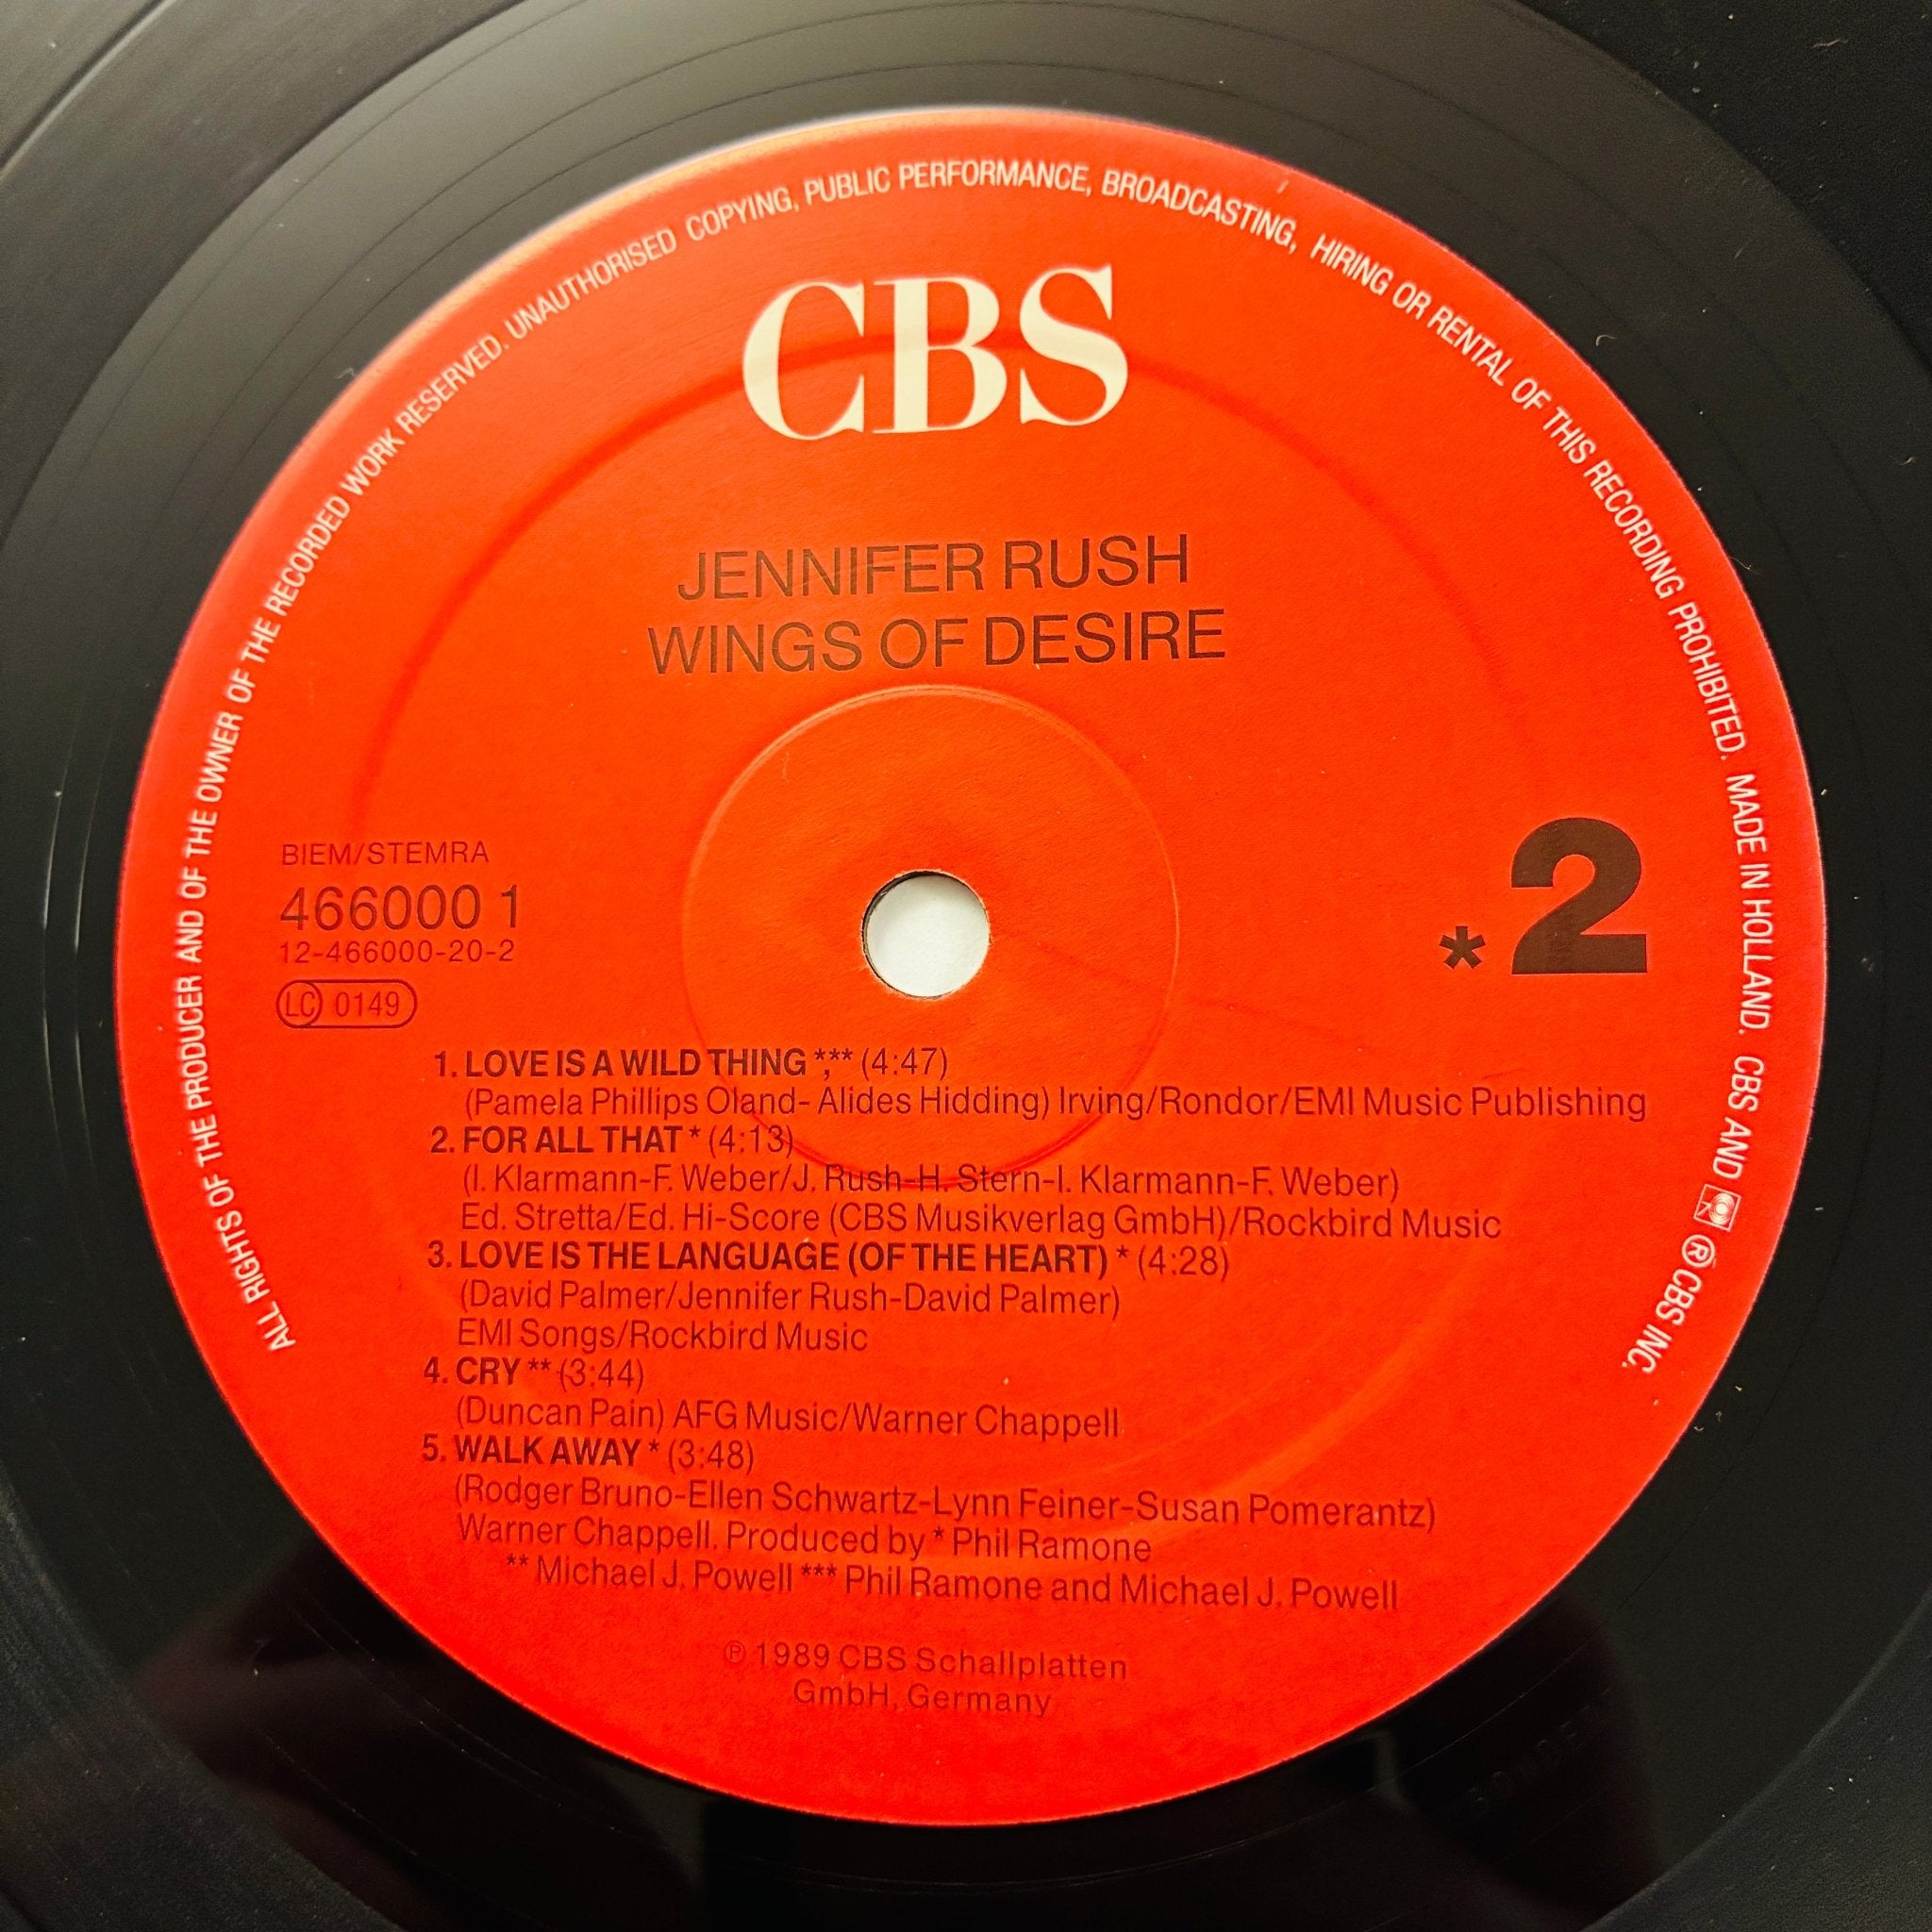 ALL RIGHTS OF THE PRODUCER AND OF THE OWNER OF THE RECORDED WORK RESERVED. UNAUTHORISED COPYING, PUBLIC PERFORMANCE, BROADCASTING, HIRING OR RENTAL OF THIS RECORDING PROHIBITED. MADE IN HOLLAND. CBS AND ® CBS INC.
CBS
JENNIFER RUSH
WINGS OF DESIRE
BIEM/STEMRA
466000 1
12-466000-20-2
LC 0149
* 2
1. LOVE IS A WILD THING *,** (4:47)
(Pamela Phillips Oland- Alides Hidding) Irving/Rondor/EMI Music Publishing
2. FOR ALL THAT * (4:13)
(I. Klarmann-F. Weber/J. Rush-H. Stern-I. Klarmann-F. Weber)
Ed. Stretta/Ed. Hi-Score (CBS Musikverlag GmbH)/Rockbird Music
3. LOVE IS THE LANGUAGE (OF THE HEART) * (4:28)
(David Palmer/Jennifer Rush-David Palmer)
EMI Songs/Rockbird Music
4. CRY ** (3:44)
(Duncan Pain) AFG Music/Warner Chappell
5. WALK AWAY * (3:48)
(Rodger Bruno-Ellen Schwartz-Lynn Feiner-Susan Pomerantz)
Warner Chappell. Produced by * Phil Ramone
** Michael J. Powell *** Phil Ramone and Michael J. Powell
℗ 1989 CBS Schallplatten
GmbH, Germany